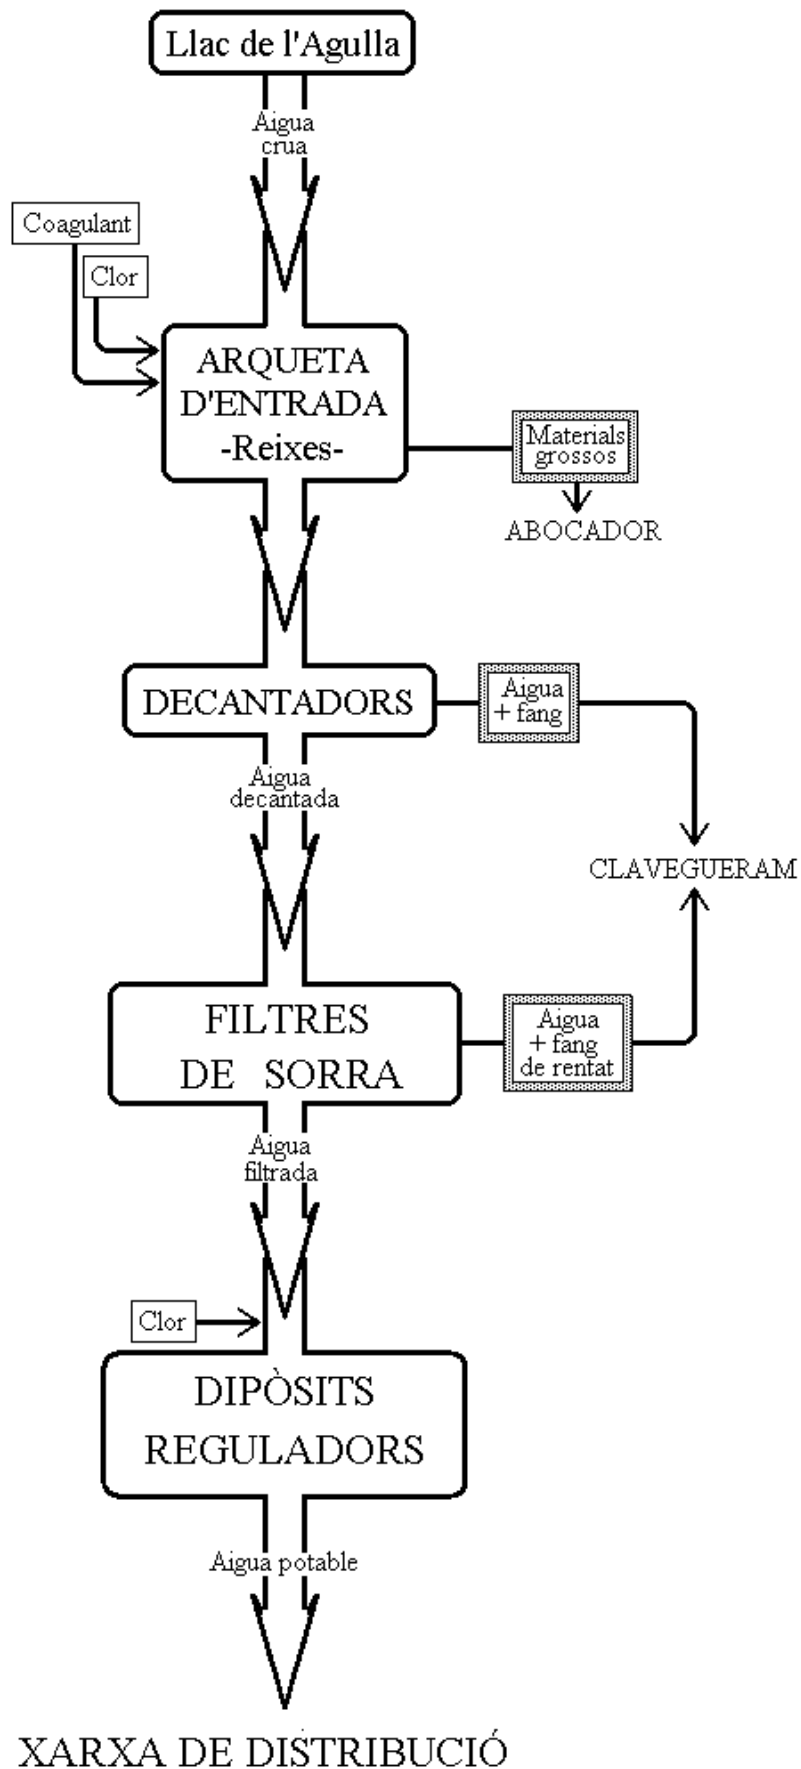 Llac de l'Agulla
Aigua
crua
Coagulant
Clor
ARQUETA
D'ENTRADA
-Reixes-
Materials
grossos
ABOCADOR
DECANTADORS
Aigua
+ fang
Aigua
decantada
CLAVEGUERAM
FILTRES
DE SORRA
Aigua
+ fang
de rentat
Aigua
filtrada
Clor
DIPÒSITS
REGULADORS
Aigua potable
XARXA DE DISTRIBUCIÓ